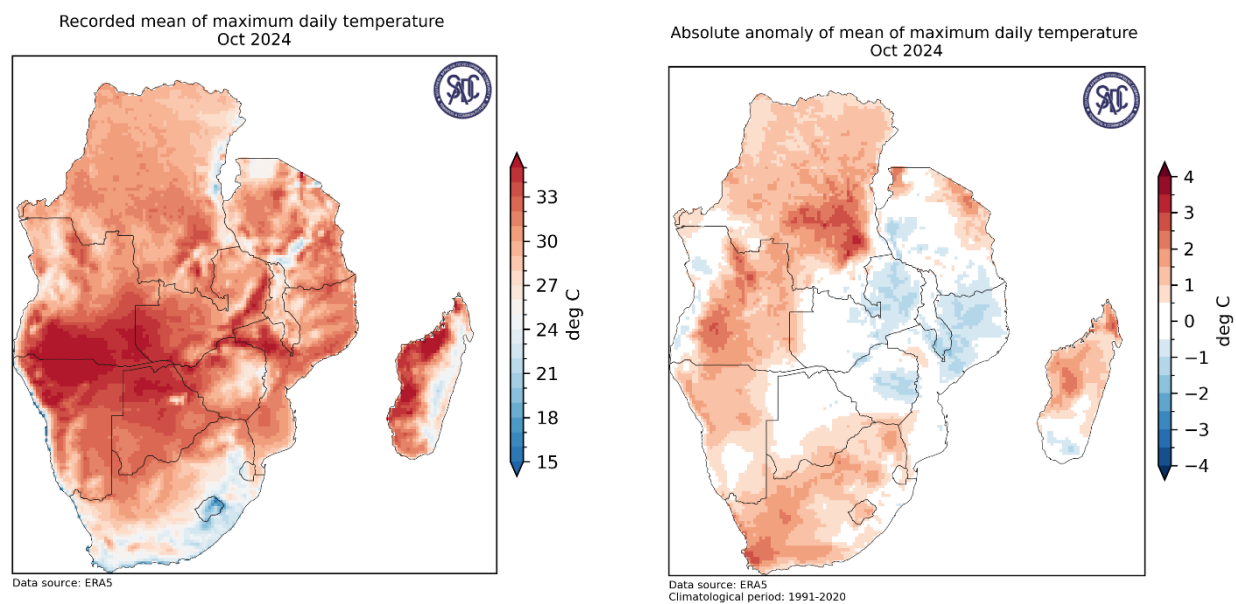 Recorded mean of maximum daily temperature
Oct 2024
SADC
33
30
27
24
21
18
15
deg C
Data source: ERA5
Absolute anomaly of mean of maximum daily temperature
Oct 2024
SADC
4
3
2
1
0
−1
−2
−3
−4
deg C
Data source: ERA5
Climatological period: 1991-2020